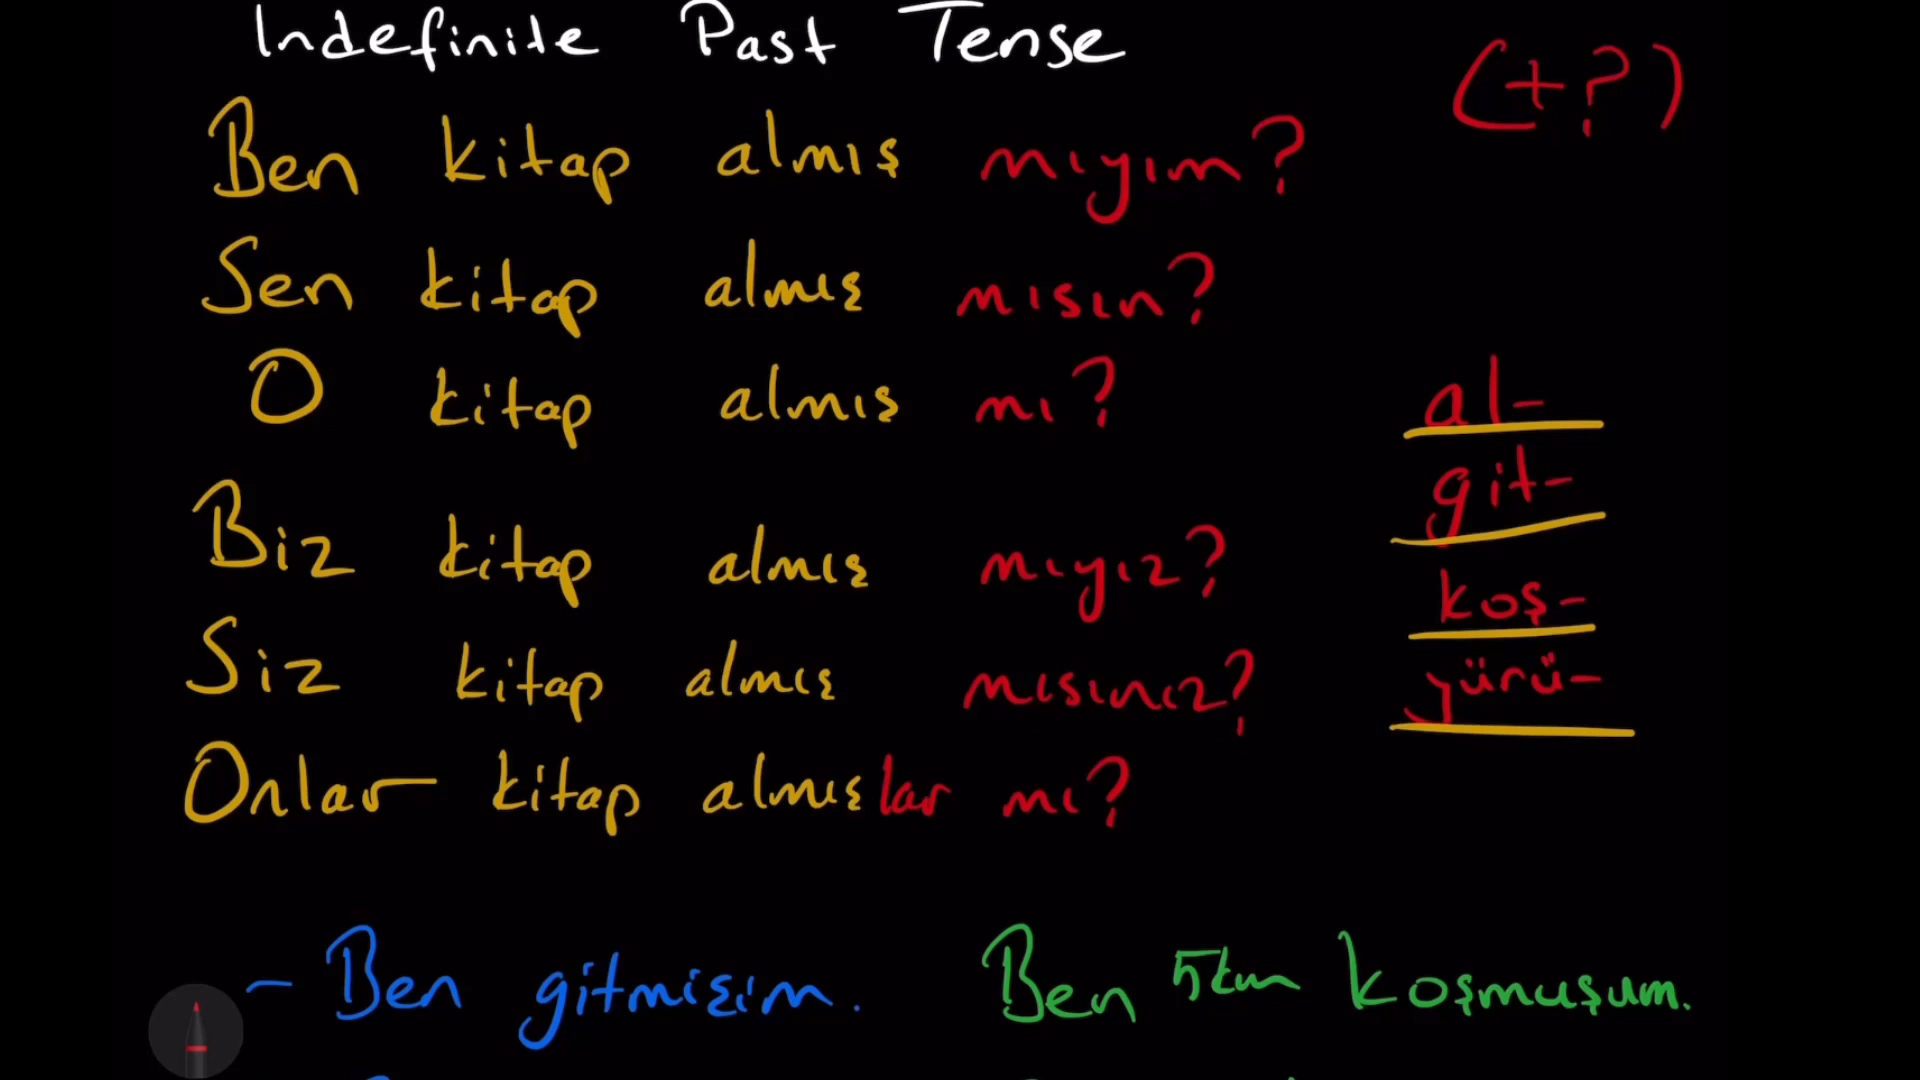 Indefinite Past Tense
(+?)
Ben kitap almış mıyım?
Sen kitap almış mısın?
O kitap almış mı?
Biz kitap almış mıyız?
Siz kitap almış mısınız?
Onlar kitap almışlar mı?
al-
git-
koş-
yürü-
- Ben gitmişim.
Ben 5km koşmuşum.